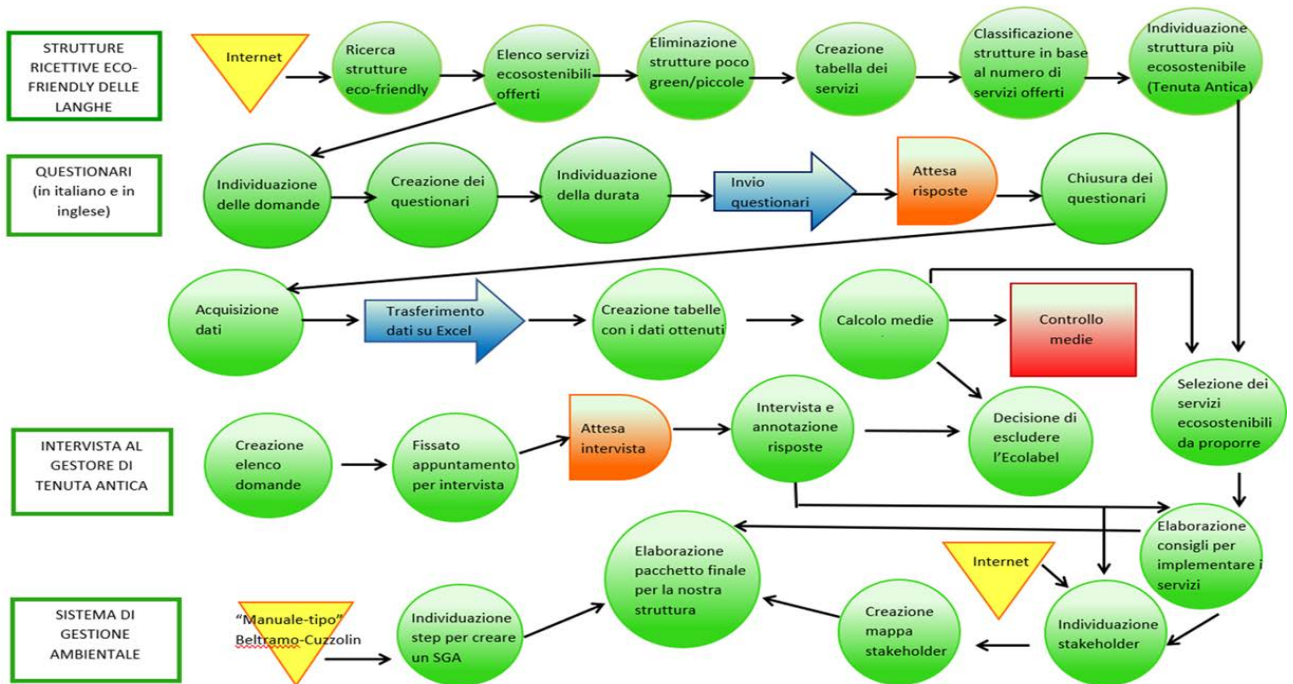 STRUTTURE
RICETTIVE ECO-
FRIENDLY DELLE
LANGHE
Internet
Ricerca
strutture
eco-friendly
Elenco servizi
ecosostenibili
offerti
Eliminazione
strutture poco
green/piccole
Creazione
tabella dei
servizi
Classificazione
strutture in base
al numero di
servizi offerti
Individuazione
struttura più
ecosostenibile
(Tenuta Antica)
QUESTIONARI
(in italiano e in
inglese)
Individuazione
delle domande
Creazione dei
questionari
Individuazione
della durata
Invio
questionari
Attesa
risposte
Chiusura dei
questionari
Acquisizione
dati
Trasferimento
dati su Excel
Creazione tabelle
con i dati ottenuti
Calcolo medie
Controllo
medie
Selezione dei
servizi
ecosostenibili
da proporre
INTERVISTA AL
GESTORE DI
TENUTA ANTICA
Creazione
elenco
domande
Fissato
appuntamento
per intervista
Attesa
intervista
Intervista e
annotazione
risposte
Decisione di
escludere
l'Ecolabel
Elaborazione
consigli per
implementare i
servizi
SISTEMA DI
GESTIONE
AMBIENTALE
"Manuale-tipo"
Beltramo-Cuzzolin
Individuazione
step per creare
un SGA
Elaborazione
pacchetto finale
per la nostra
struttura
Creazione
mappa
stakeholder
Internet
Individuazione
stakeholder